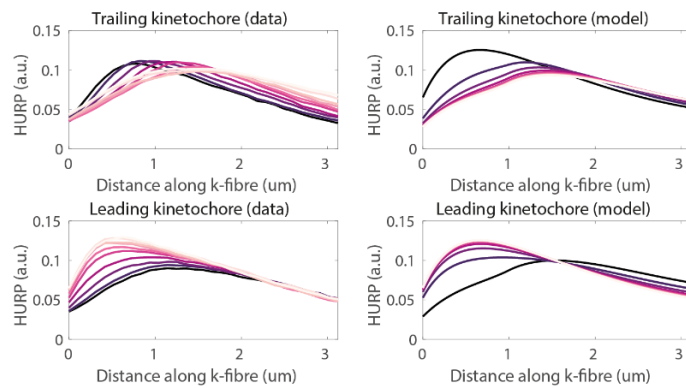 Trailing kinetochore (data)
HURP (a.u.)
0.15
0.1
0.05
0
0
1
2
3
Distance along k-fibre (um)
Trailing kinetochore (model)
HURP (a.u.)
0.15
0.1
0.05
0
0
1
2
3
Distance along k-fibre (um)
Leading kinetochore (data)
HURP (a.u.)
0.15
0.1
0.05
0
0
1
2
3
Distance along k-fibre (um)
Leading kinetochore (model)
HURP (a.u.)
0.15
0.1
0.05
0
0
1
2
3
Distance along k-fibre (um)